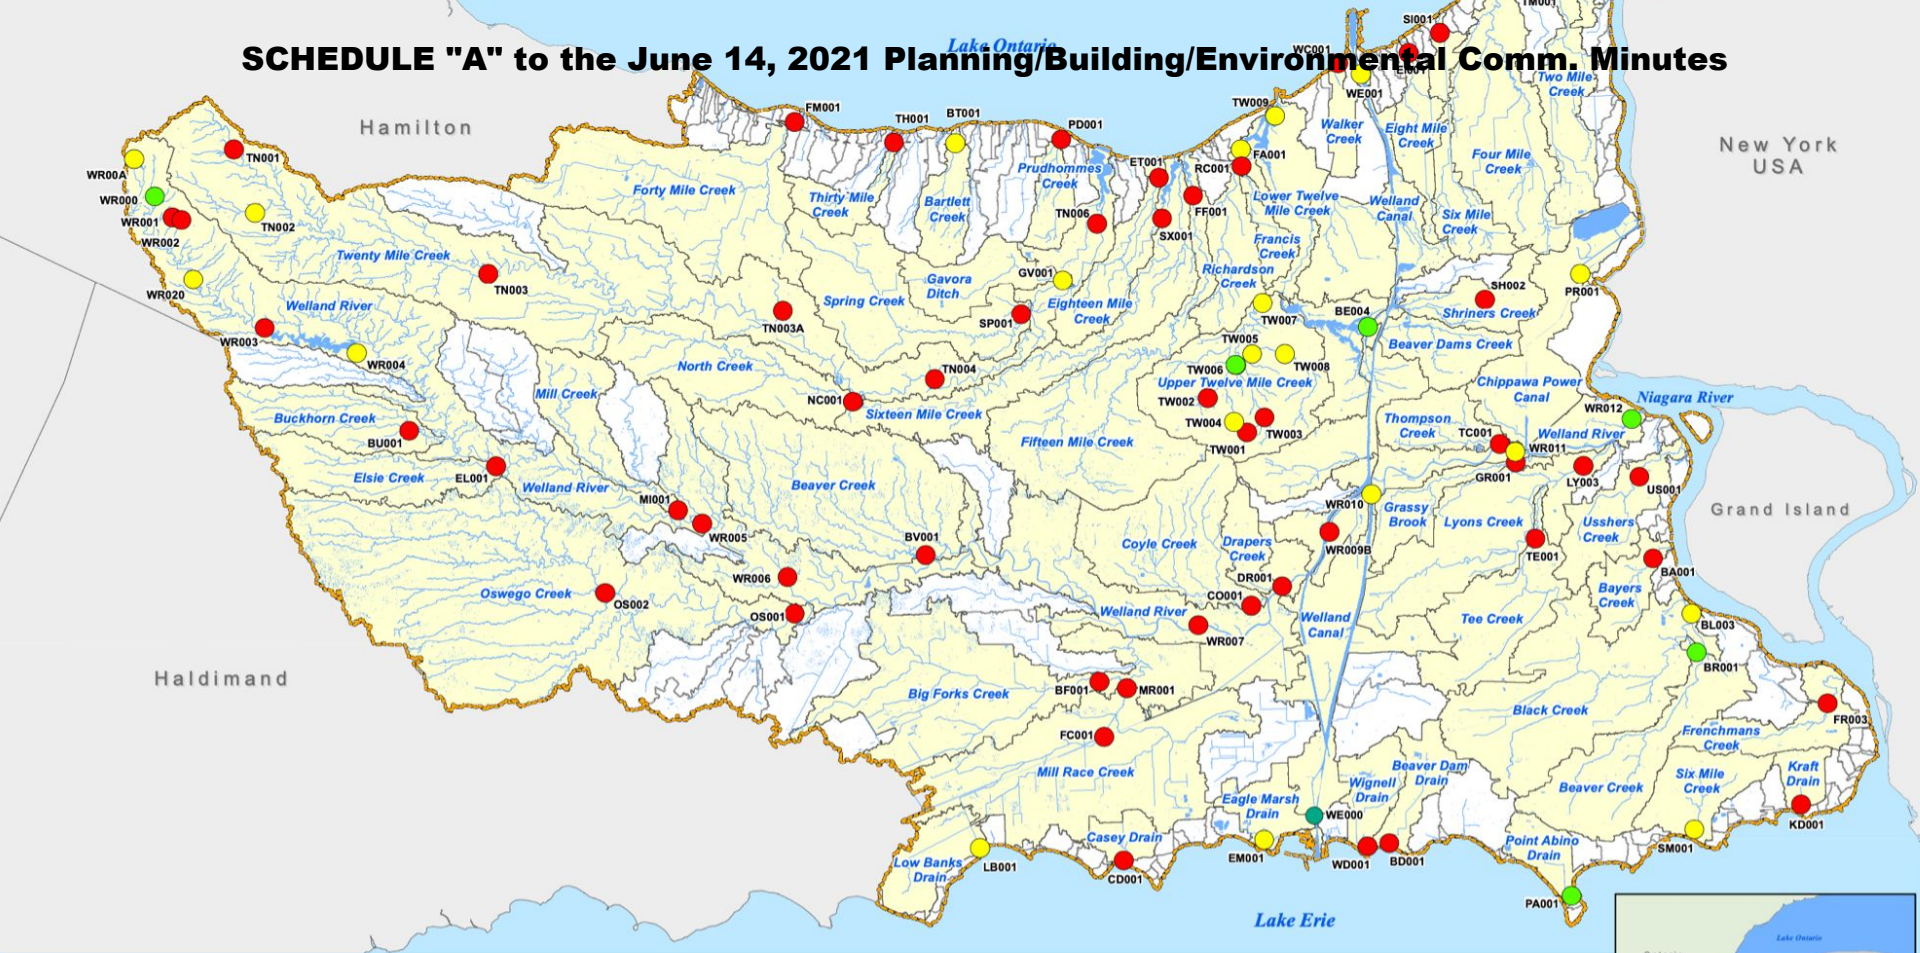 TM001
SI001
Lake Ontario
WC001
SCHEDULE "A" to the June 14, 2021 Planning/Building/Environmental Comm. Minutes
EI001
Two Mile
Creek
WE001
TW009
FM001
TH001
BT001
PD001
Hamilton
Walker
Creek
Eight Mile
Creek
New York
USA
TN001
WR00A
ET001
RC001
FA001
Four Mile
Creek
Prudhommes
Creek
Forty Mile Creek
Thirty Mile
Creek
Bartlett
Creek
WR000
WR001
WR002
TN002
TN006
FF001
SX001
Lower Twelve
Mile Creek
Welland
Canal
Six Mile
Creek
Francis
Creek
Twenty Mile Creek
TN003
Gavora
Ditch
GV001
Richardson
Creek
WR020
Welland River
Spring Creek
Eighteen Mile
Creek
SH002
PR001
TN003A
SP001
TW007
BE004
Shriners Creek
WR003
WR004
TW005
Beaver Dams Creek
North Creek
TN004
TW006
TW008
Upper Twelve Mile Creek
Chippawa Power
Canal
Mill Creek
NC001
Sixteen Mile Creek
TW002
Niagara River
WR012
Buckhorn Creek
BU001
TW004
TW003
TW001
Thompson
Creek
TC001
Welland River
WR011
Fifteen Mile Creek
Elsie Creek
EL001
Welland River
Beaver Creek
GR001
LY003
US001
MI001
WR005
WR010
Grassy
Brook
Lyons Creek
Usshers
Creek
Grand Island
BV001
Coyle Creek
Drapers
Creek
WR009B
TE001
BA001
WR006
DR001
CO001
Bayers
Creek
Oswego Creek
OS002
OS001
Welland River
WR007
Welland
Canal
Tee Creek
BL003
BR001
Haldimand
Big Forks Creek
BF001
MR001
Black Creek
FR003
FC001
Frenchmans
Creek
Mill Race Creek
Beaver Dam
Drain
Wignell
Drain
Six Mile
Creek
Kraft
Drain
Beaver Creek
Eagle Marsh
Drain
WE000
KD001
Casey Drain
EM001
WD001
BD001
Point Abino
Drain
SM001
Low Banks
Drain
LB001
CD001
PA001
Lake Erie
Lake Ontario